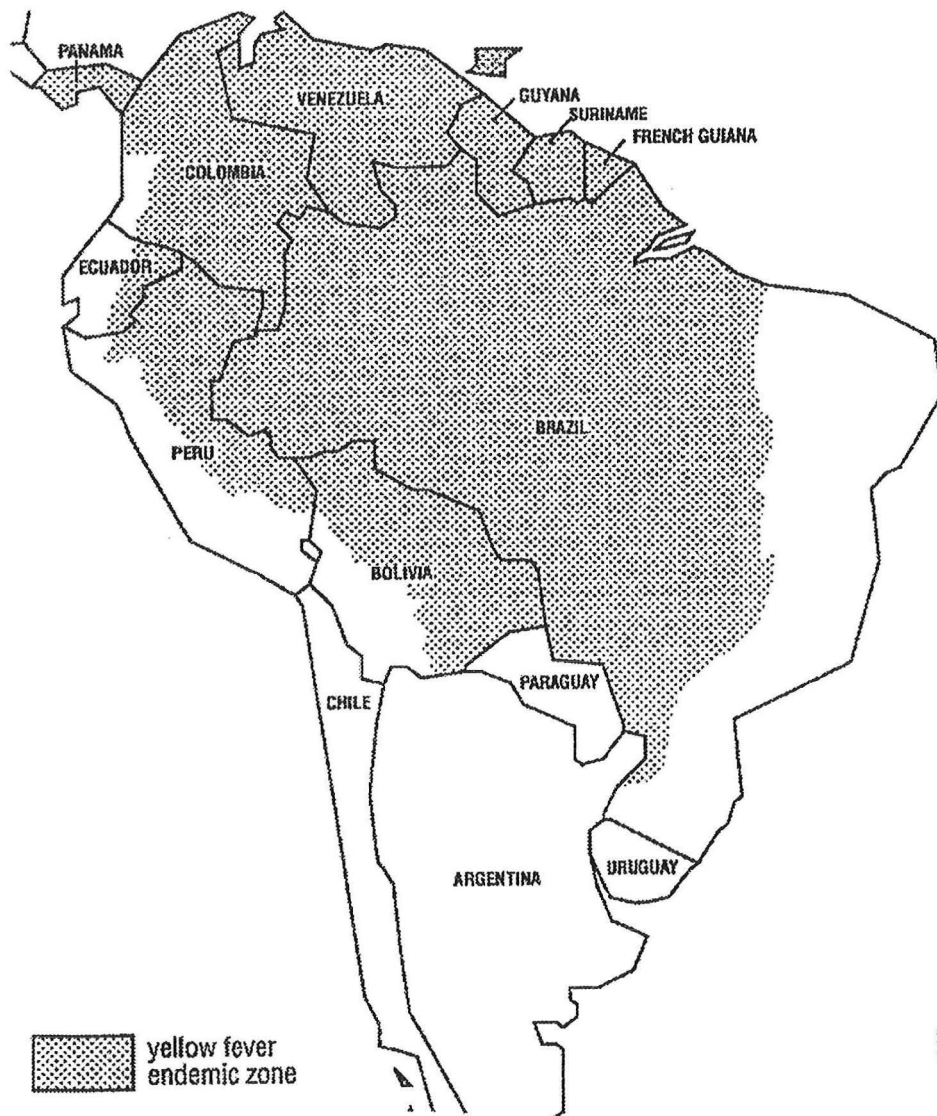 PANAMA
VENEZUELA
GUYANA
SURINAME
FRENCH GUIANA
COLOMBIA
ECUADOR
BRAZIL
PERU
BOLIVIA
PARAGUAY
CHILE
URUGUAY
ARGENTINA
yellow fever
endemic zone